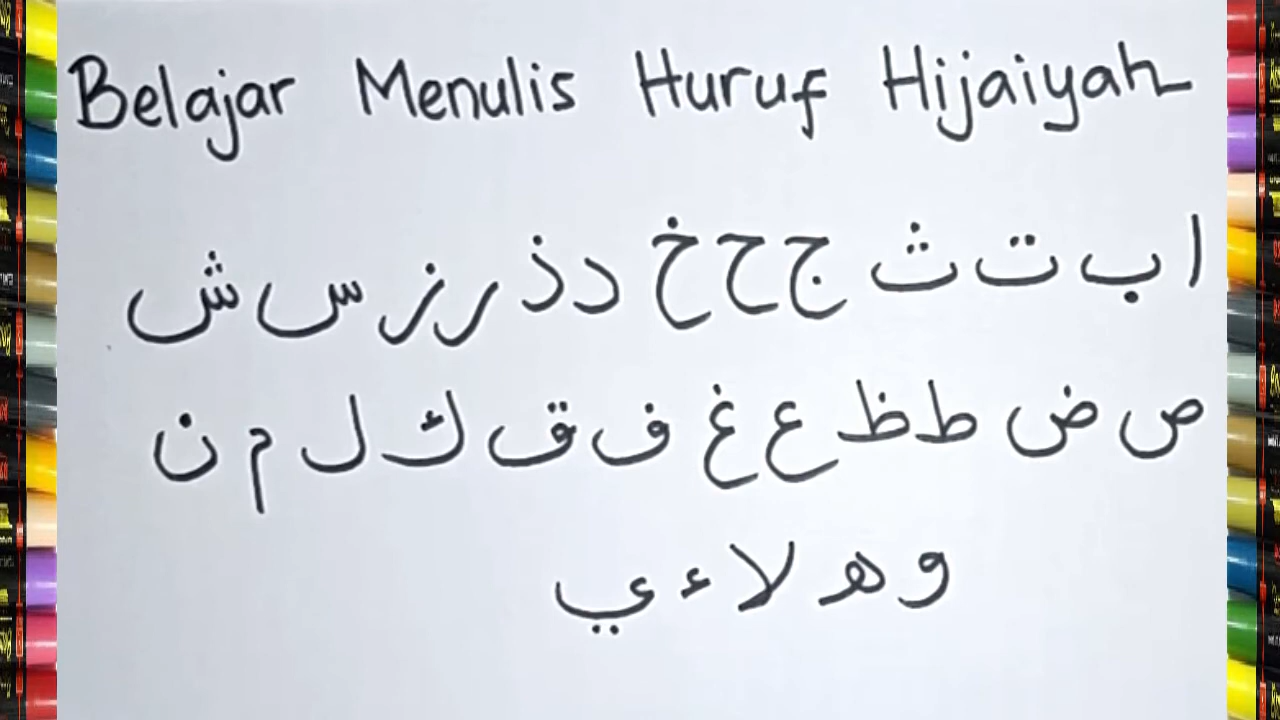 Belajar Menulis Huruf Hijaiyah
ا ب ت ث ج ح خ د ذ ر ز س ش
ص ض ط ظ ع غ ف ق ك ل م ن
و ه لا ء ي